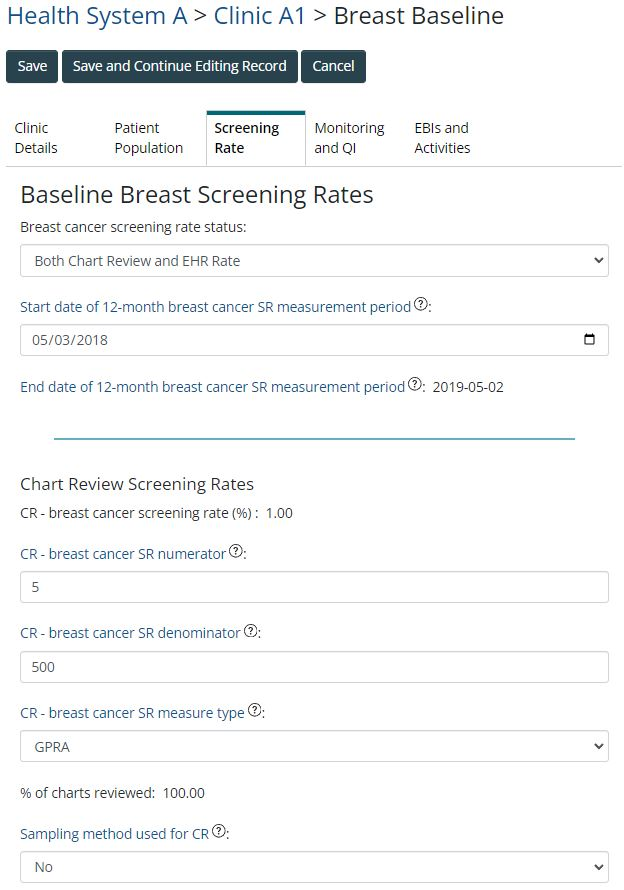 Health System A > Clinic A1 > Breast Baseline
Save
Save and Continue Editing Record
Cancel
Clinic Details
Patient Population
Screening Rate
Monitoring and QI
EBIs and Activities
Baseline Breast Screening Rates
Breast cancer screening rate status:
Both Chart Review and EHR Rate
Start date of 12-month breast cancer SR measurement period ?:
05/03/2018
End date of 12-month breast cancer SR measurement period ?: 2019-05-02
Chart Review Screening Rates
CR - breast cancer screening rate (%) : 1.00
CR - breast cancer SR numerator ?:
5
CR - breast cancer SR denominator ?:
500
CR - breast cancer SR measure type ?:
GPRA
% of charts reviewed: 100.00
Sampling method used for CR ?:
No